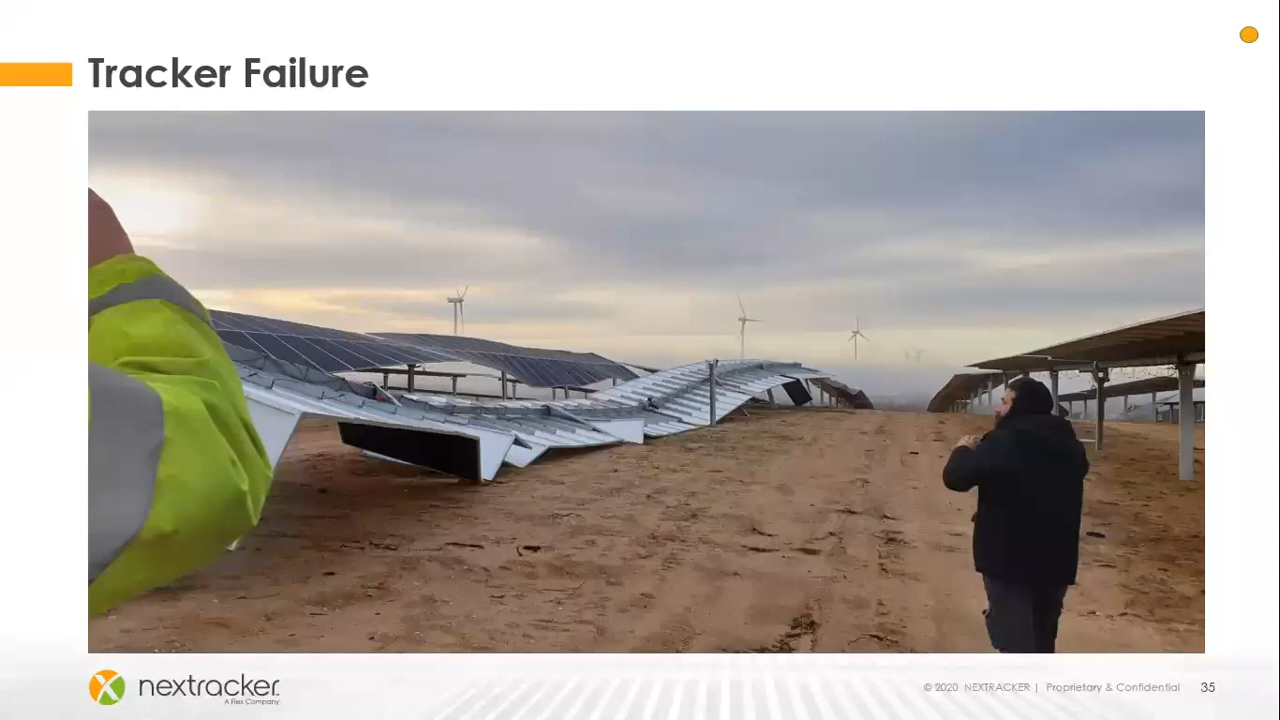 Tracker Failure
nextracker.
A Flex Company
© 2020 NEXTRACKER | Proprietary & Confidential 35